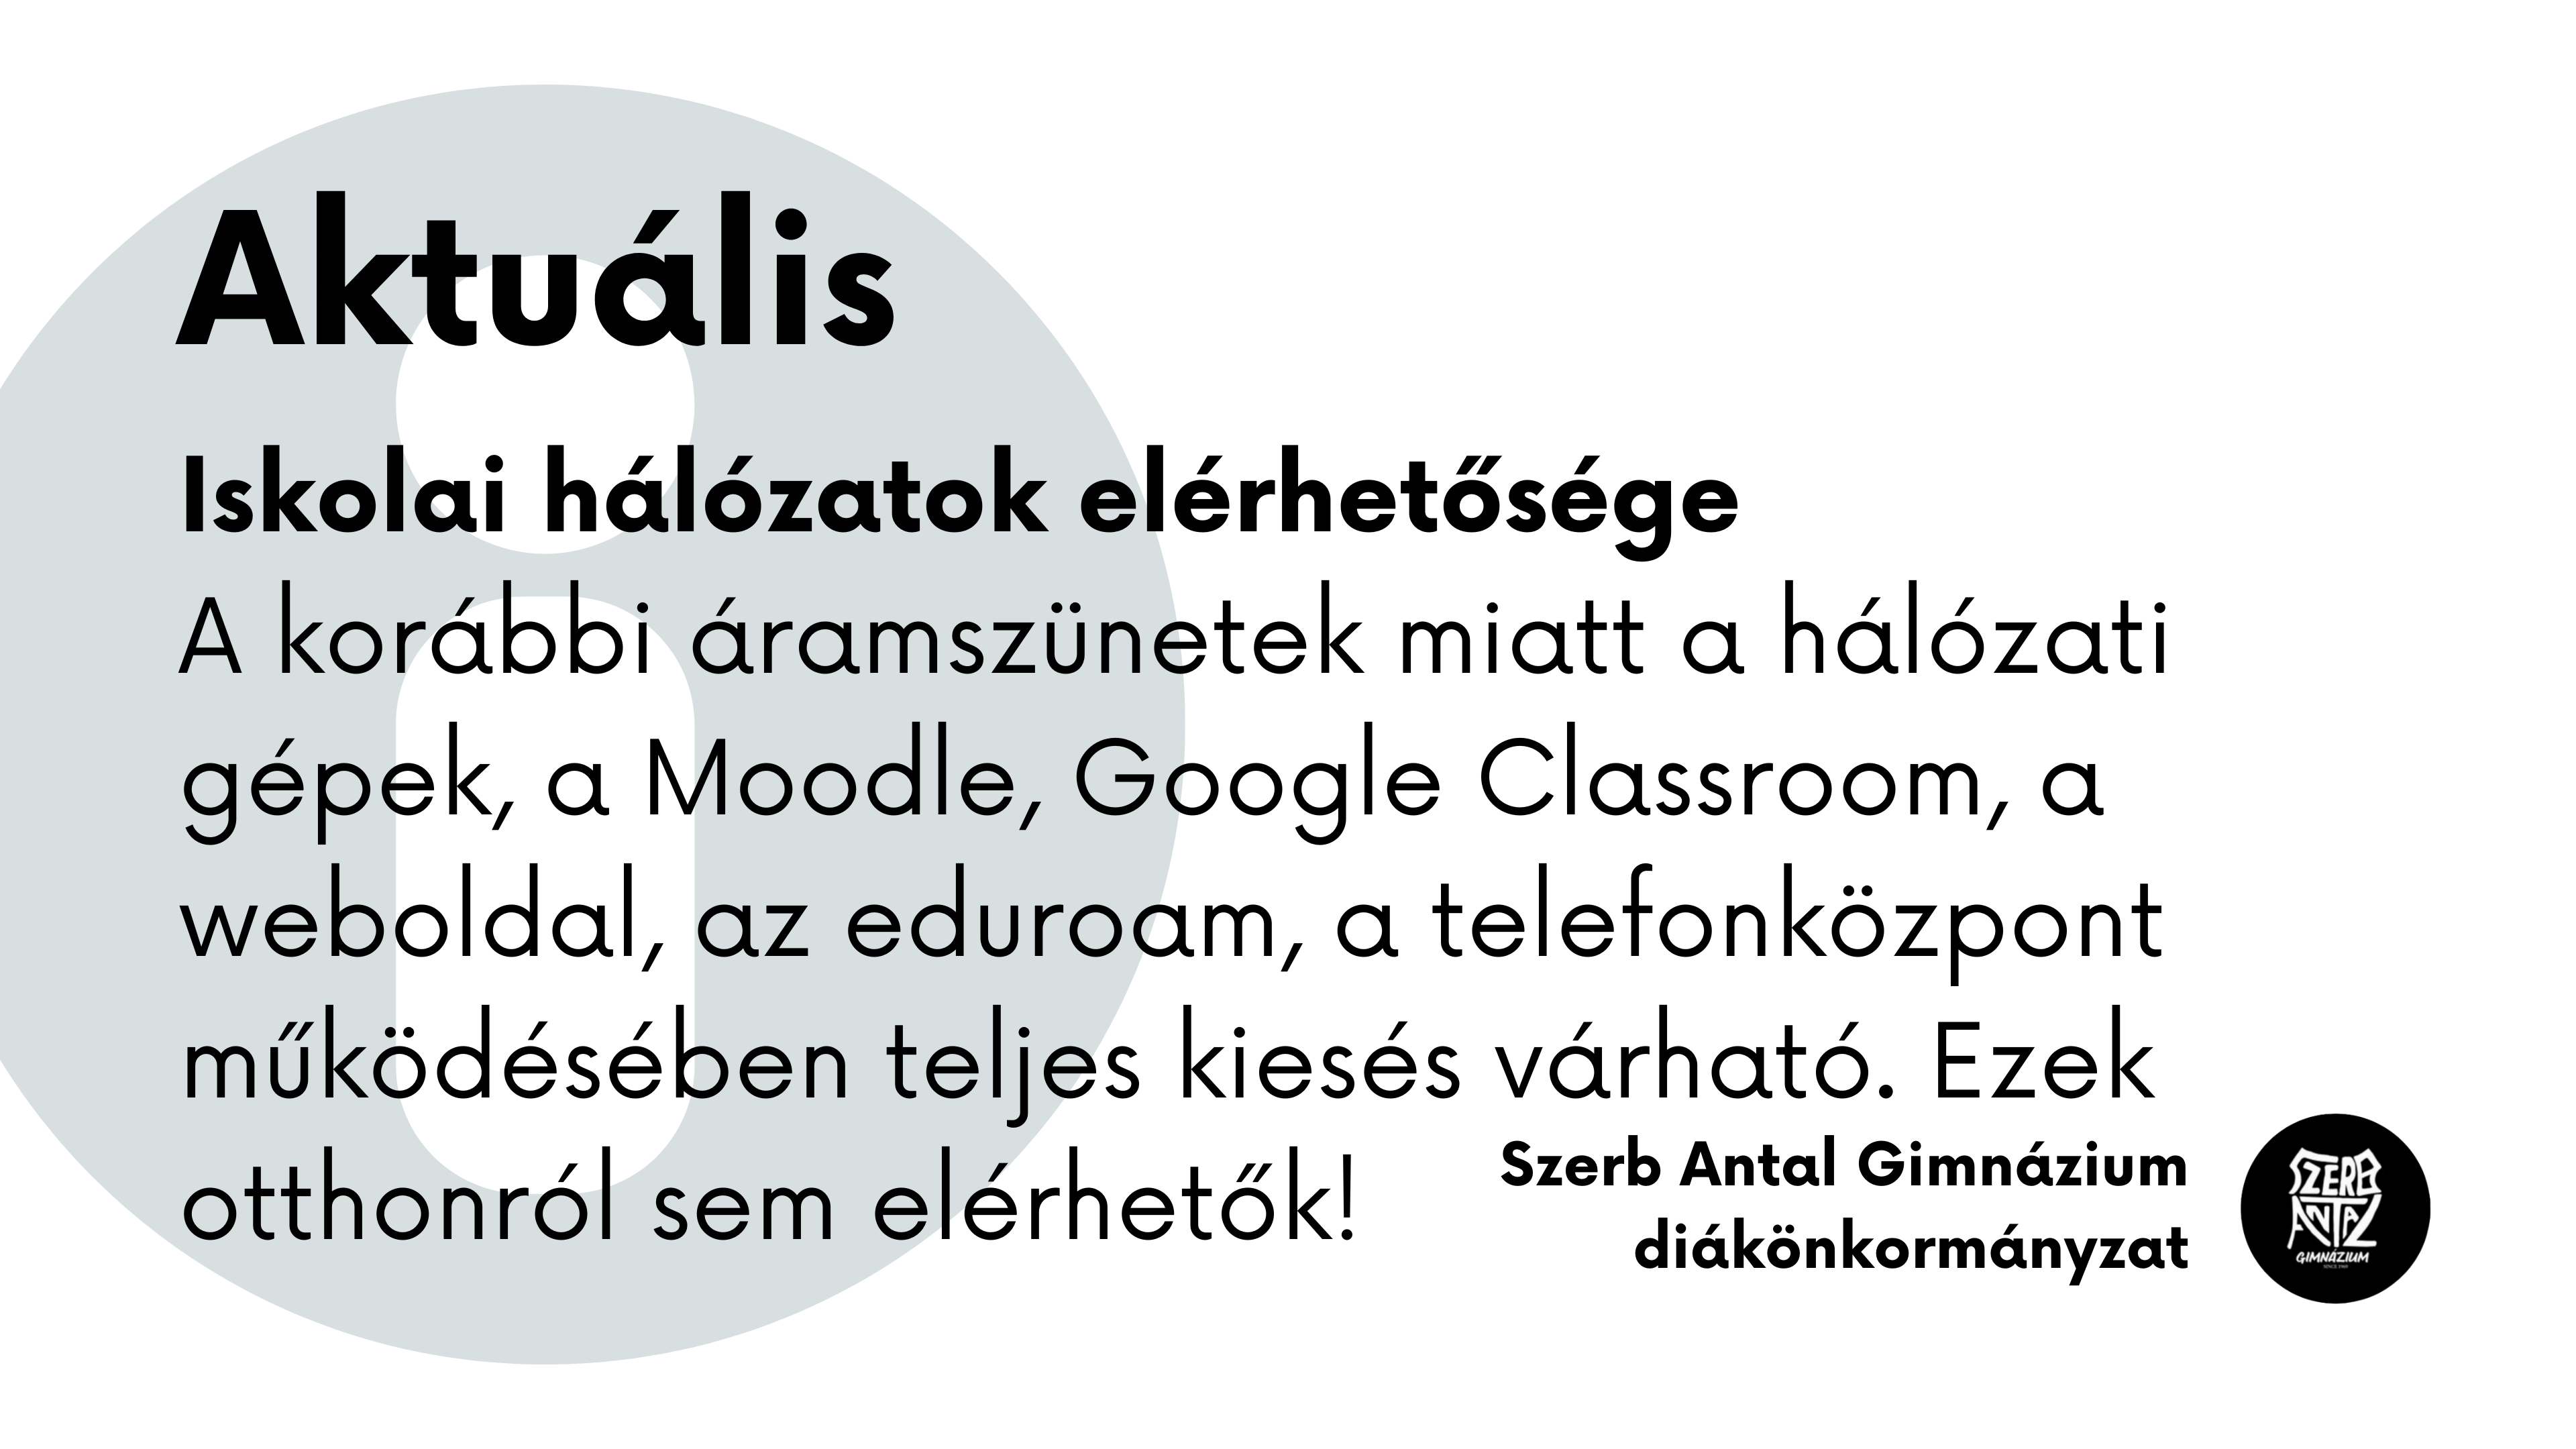 Aktuális
Iskolai hálózatok elérhetősége
A korábbi áramszünetek miatt a hálózati
gépek, a Moodle, Google Classroom, a
weboldal, az eduroam, a telefonközpont
működésében teljes kiesés várható. Ezek
otthonról sem elérhetők!
Szerb Antal Gimnázium
diákönkormányzat
SZERB
ANTAL
GIMNÁZIUM